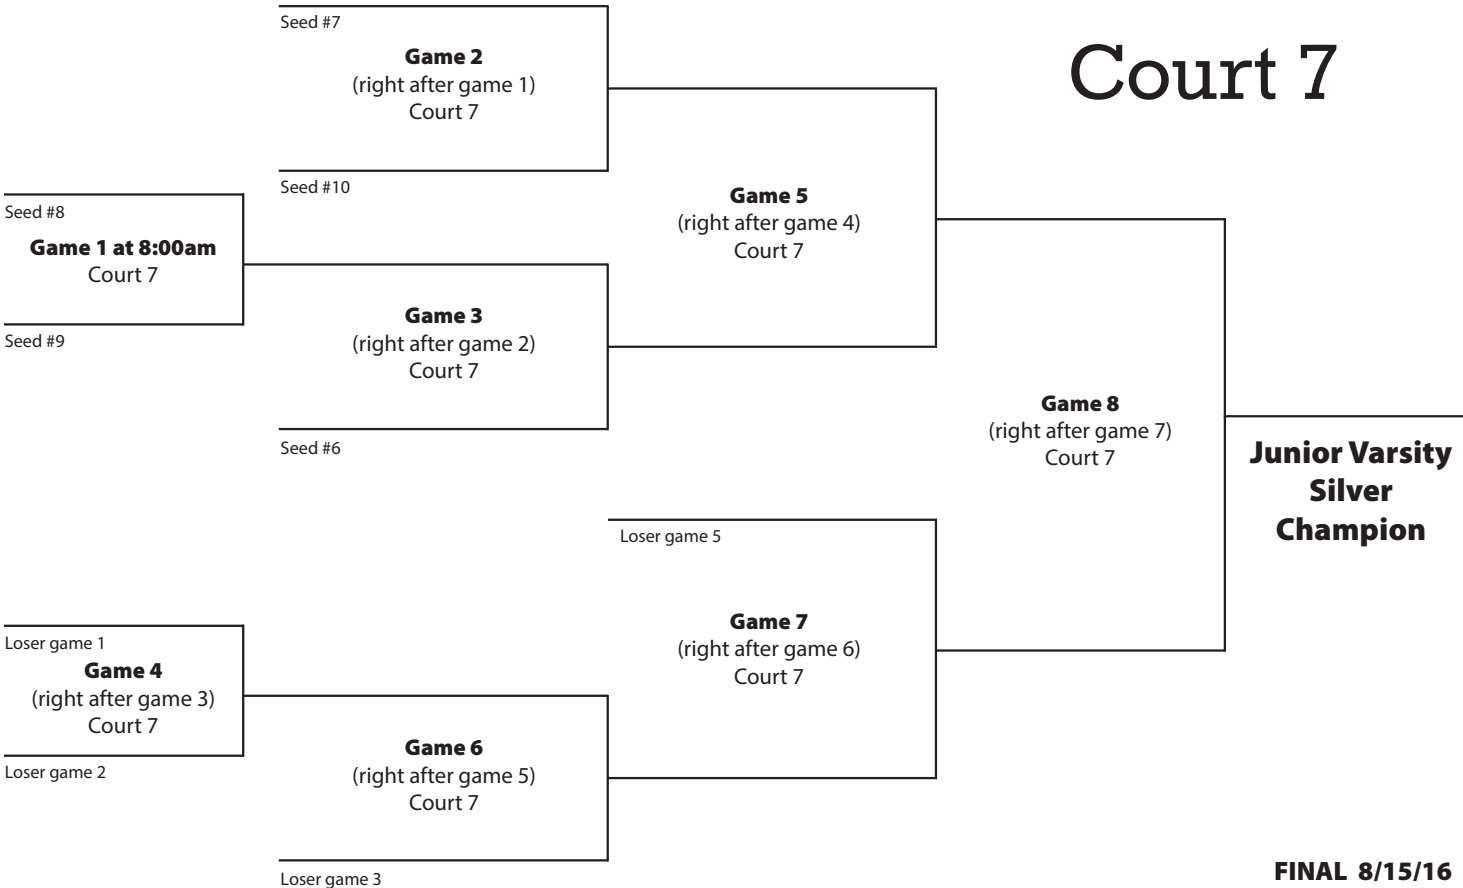 Court 7
Seed #7
Game 2
(right after game 1)
Court 7
Seed #10
Seed #8
Game 1 at 8:00am
Court 7
Seed #9
Game 5
(right after game 4)
Court 7
Game 3
(right after game 2)
Court 7
Seed #6
Game 8
(right after game 7)
Court 7
Junior Varsity
Silver
Champion
Loser game 5
Game 7
(right after game 6)
Court 7
Loser game 1
Game 4
(right after game 3)
Court 7
Loser game 2
Game 6
(right after game 5)
Court 7
Loser game 3
FINAL 8/15/16